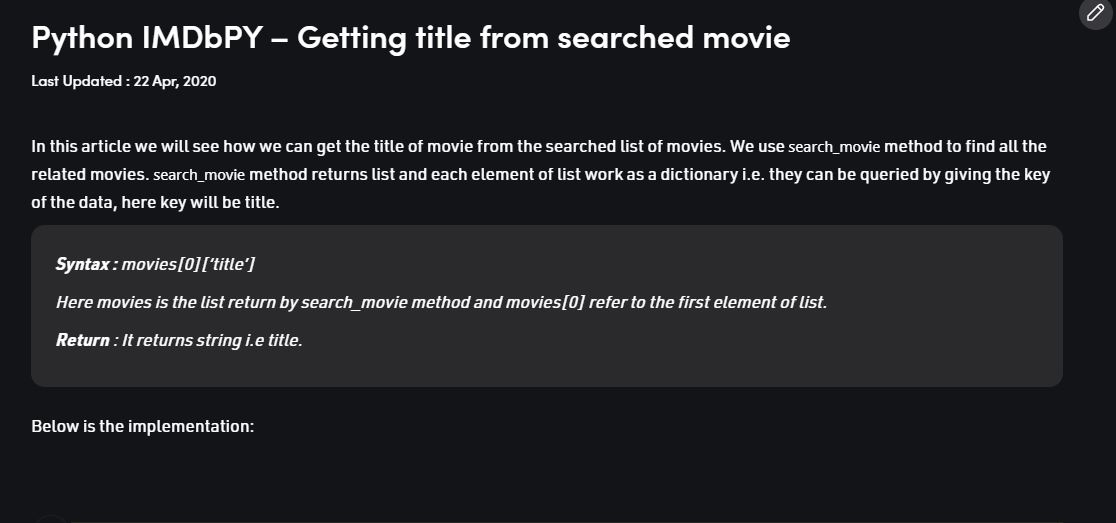 Python IMDbPY – Getting title from searched movie
Last Updated : 22 Apr, 2020
In this article we will see how we can get the title of movie from the searched list of movies. We use search_movie method to find all the
related movies. search_movie method returns list and each element of list work as a dictionary i.e. they can be queried by giving the key
of the data, here key will be title.
Syntax : movies[0][‘title’]
Here movies is the list return by search_movie method and movies[0] refer to the first element of list.
Return : It returns string i.e title.
Below is the implementation: